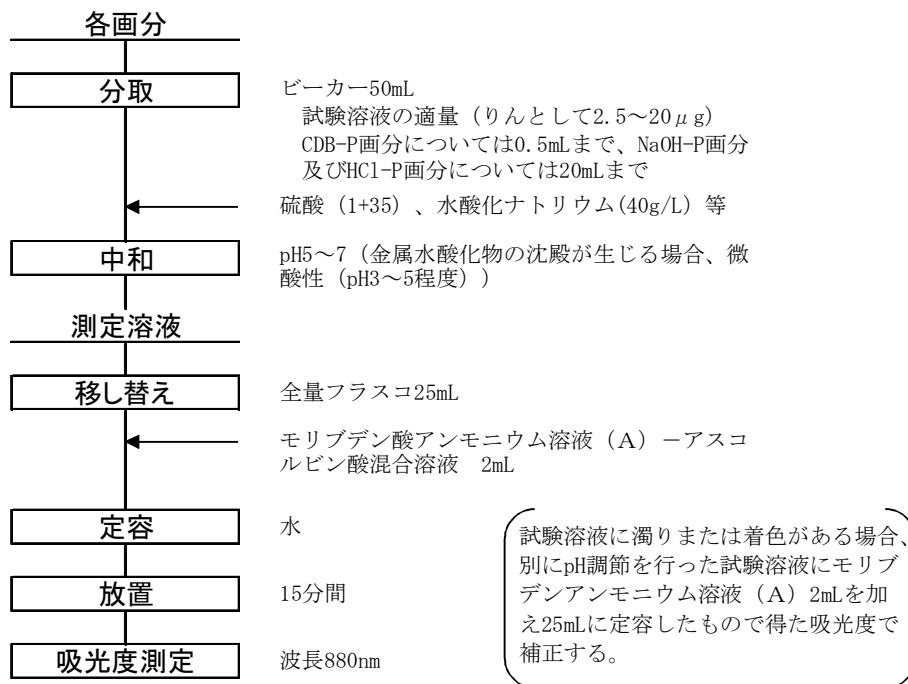 各画分
分取
ビーカー50mL
試験溶液の適量（りんとして2.5～20μg）
CDB-P画分については0.5mLまで、NaOH-P画分
及びHCl-P画分については20mLまで
硫酸（1+35）、水酸化ナトリウム(40g/L) 等
中和
pH5～7（金属水酸化物の沈殿が生じる場合、微
酸性（pH3～5程度））
測定溶液
移し替え
全量フラスコ25mL
モリブデン酸アンモニウム溶液（A）－アスコ
ルビン酸混合溶液　2mL
定容
水
放置
15分間
吸光度測定
波長880nm
試験溶液に濁りまたは着色がある場合、
別にpH調節を行った試験溶液にモリブ
デンアンモニウム溶液（A）2mLを加
え25mLに定容したもので得た吸光度で
補正する。